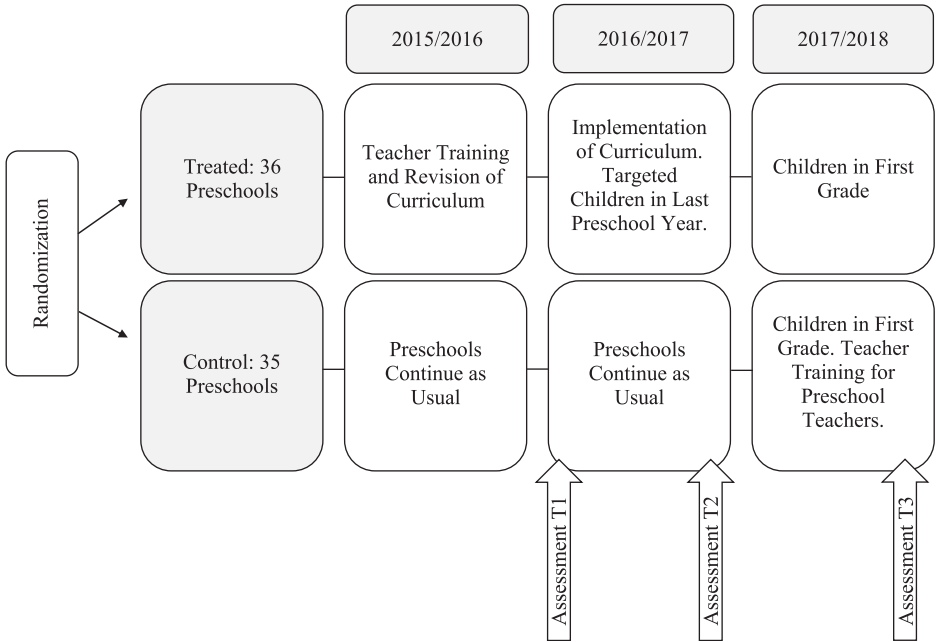 2015/2016
2016/2017
2017/2018
Randomization
Treated: 36
Preschools
Teacher Training
and Revision of
Curriculum
Implementation
of Curriculum.
Targeted
Children in Last
Preschool Year.
Children in First
Grade
Control: 35
Preschools
Preschools
Continue as
Usual
Preschools
Continue as
Usual
Children in First
Grade. Teacher
Training for
Preschool
Teachers.
Assessment T1
Assessment T2
Assessment T3